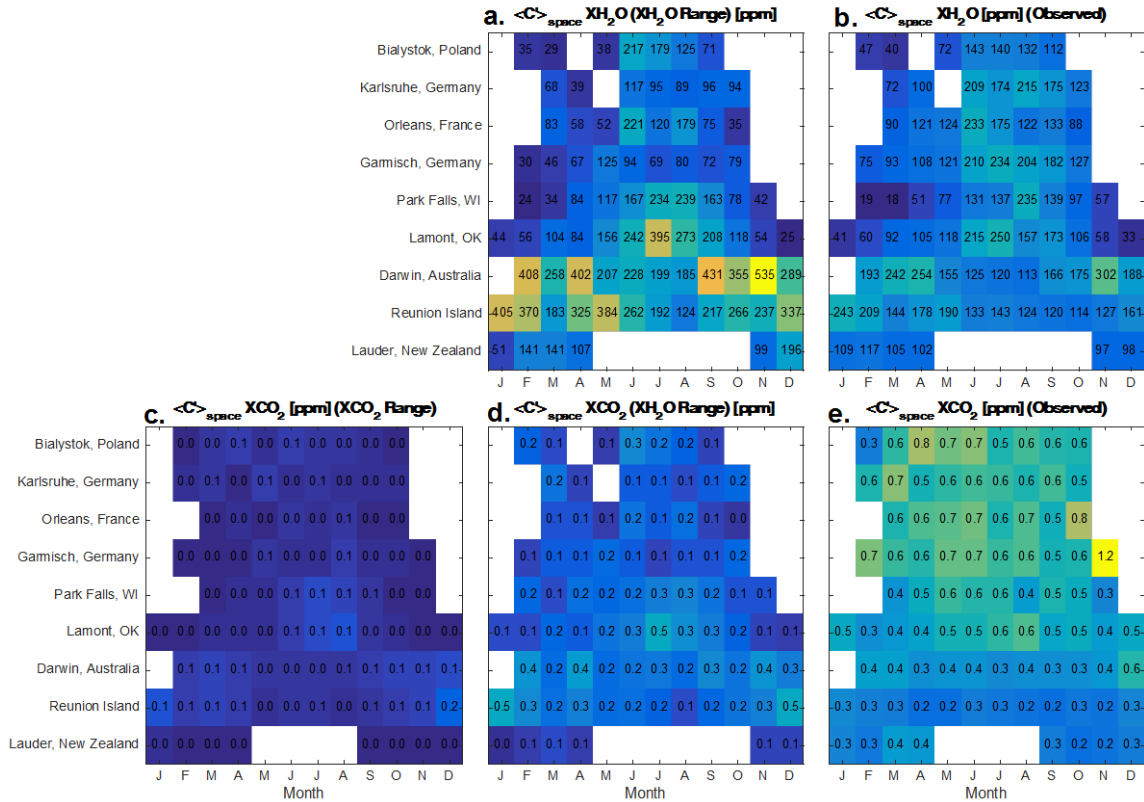 a. <C'>space XH2O (XH2O Range) [ppm]
b. <C'>space XH2O [ppm] (Observed)
Bialystok, Poland 35 29 38 217 179 125 71 47 40 72 143 140 132 112
Karlsruhe, Germany 68 39 117 95 89 96 94 72 100 209 174 215 175 123
Orleans, France 83 58 52 221 120 179 75 35 90 121 124 233 175 122 133 88
Garmisch, Germany 30 46 67 125 94 69 80 72 79 75 93 108 118 210 234 204 182 127
Park Falls, WI 24 34 84 117 167 234 239 163 78 42 19 18 51 77 131 137 235 139 97 57
Lamont, OK 44 56 104 84 156 242 395 273 208 118 54 25 41 60 92 105 118 215 250 157 173 106 58 33
Darwin, Australia 408 258 402 207 228 199 185 431 355 535 289 193 242 254 155 125 120 113 166 175 302 188
Reunion Island 405 370 183 325 384 262 192 124 217 266 237 337 243 209 144 178 190 133 143 124 120 114 127 161
Lauder, New Zealand 51 141 141 107 99 196 109 117 105 102 97 98
J F M A M J J A S O N D J F M A M J J A S O N D
c. <C'>space XCO2 [ppm] (XCO2 Range)
d. <C'>space XCO2 (XH2O Range) [ppm]
e. <C'>space XCO2 [ppm] (Observed)
Bialystok, Poland 0.0 0.0 0.1 0.0 0.1 0.0 0.0 0.0 0.0 0.2 0.1 0.1 0.3 0.2 0.2 0.1 0.3 0.6 0.8 0.7 0.7 0.5 0.6 0.6 0.6
Karlsruhe, Germany 0.0 0.1 0.0 0.1 0.0 0.1 0.0 0.0 0.0 0.2 0.1 0.1 0.1 0.1 0.1 0.2 0.6 0.7 0.5 0.6 0.6 0.6 0.6 0.6 0.5
Orleans, France 0.0 0.0 0.0 0.0 0.0 0.1 0.0 0.0 0.1 0.1 0.1 0.2 0.1 0.2 0.1 0.0 0.6 0.6 0.7 0.7 0.6 0.7 0.5 0.8
Garmisch, Germany 0.0 0.0 0.0 0.1 0.0 0.0 0.1 0.0 0.0 0.0 0.1 0.1 0.1 0.2 0.1 0.1 0.1 0.1 0.2 0.7 0.6 0.6 0.7 0.7 0.6 0.6 0.5 0.6 1.2
Park Falls, WI 0.0 0.0 0.0 0.0 0.1 0.1 0.1 0.0 0.0 0.0 0.2 0.1 0.2 0.2 0.2 0.3 0.3 0.2 0.1 0.1 0.4 0.5 0.6 0.6 0.6 0.4 0.5 0.5 0.3
Lamont, OK 0.0 0.0 0.0 0.0 0.0 0.1 0.1 0.1 0.0 0.0 0.0 0.0 0.1 0.1 0.2 0.1 0.2 0.3 0.5 0.3 0.3 0.2 0.1 0.1 0.5 0.3 0.4 0.4 0.5 0.5 0.6 0.6 0.5 0.5 0.4 0.5
Darwin, Australia 0.1 0.1 0.1 0.0 0.0 0.0 0.0 0.1 0.1 0.1 0.1 0.4 0.2 0.4 0.2 0.3 0.2 0.2 0.3 0.2 0.4 0.3 0.4 0.4 0.3 0.4 0.3 0.3 0.3 0.3 0.4 0.3 0.6
Reunion Island 0.1 0.1 0.1 0.1 0.0 0.0 0.0 0.0 0.1 0.1 0.1 0.2 0.5 0.3 0.2 0.3 0.2 0.2 0.2 0.1 0.2 0.2 0.3 0.5 0.3 0.3 0.3 0.2 0.2 0.2 0.2 0.2 0.2 0.3 0.3 0.3
Lauder, New Zealand 0.0 0.0 0.0 0.0 0.0 0.0 0.0 0.0 0.0 0.1 0.1 0.1 0.1 0.1 0.3 0.3 0.4 0.4 0.3 0.2 0.2 0.3
J F M A M J J A S O N D J F M A M J J A S O N D J F M A M J J A S O N D
Month Month Month